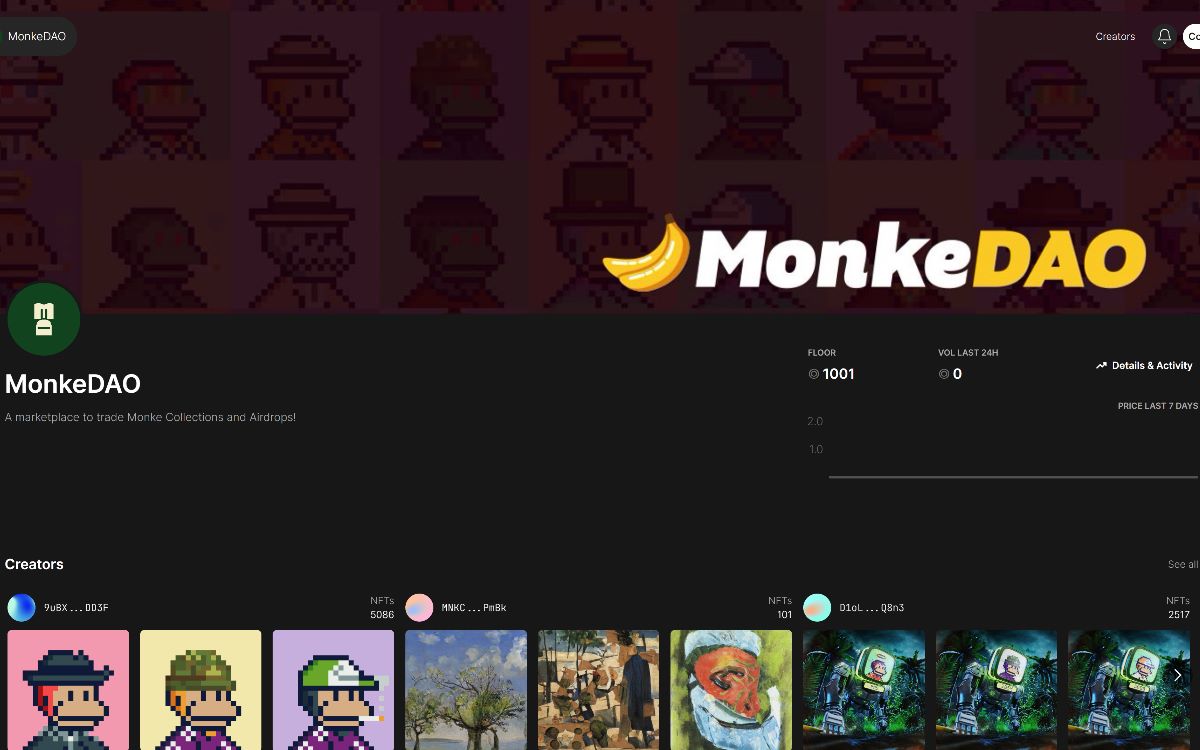 MonkeDAO
Creators
Co
MonkeDAO
MonkeDAO
A marketplace to trade Monke Collections and Airdrops!
FLOOR
1001
VOL LAST 24H
0
Details & Activity
PRICE LAST 7 DAYS
2.0
1.0
Creators
See all
9uBX...DD3F
NFTs
5086
MNKC...PmBk
NFTs
101
D1oL...Q8n3
NFTs
2517